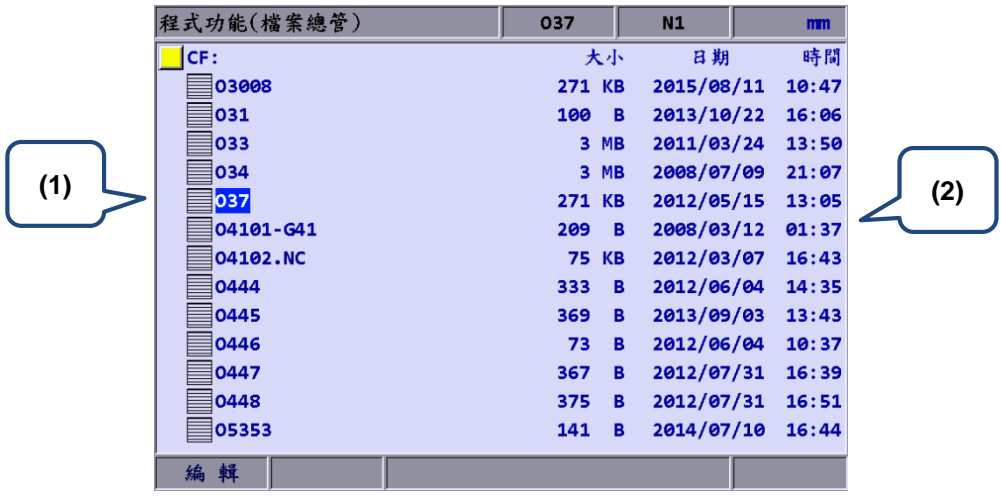 程式功能(檔案總管) O37 N1 mm
CF: 大小 日期 時間
O3008 271 KB 2015/08/11 10:47
O31 100 B 2013/10/22 16:06
O33 3 MB 2011/03/24 13:50
O34 3 MB 2008/07/09 21:07
(1) O37 271 KB 2012/05/15 13:05 (2)
O4101-G41 209 B 2008/03/12 01:37
O4102.NC 75 KB 2012/03/07 16:43
O444 333 B 2012/06/04 14:35
O445 369 B 2013/09/03 13:43
O446 73 B 2012/06/04 10:37
O447 367 B 2012/07/31 16:39
O448 375 B 2012/07/31 16:51
O5353 141 B 2014/07/10 16:44
編 輯